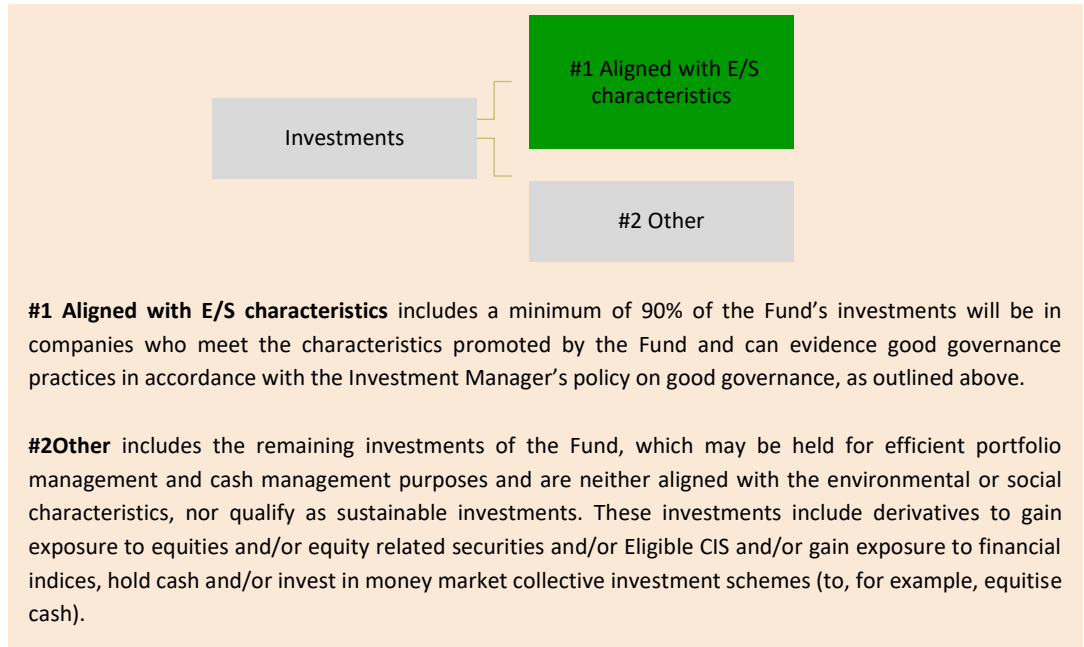 #1 Aligned with E/S
characteristics
Investments
#2 Other
#1 Aligned with E/S characteristics includes a minimum of 90% of the Fund’s investments will be in
companies who meet the characteristics promoted by the Fund and can evidence good governance
practices in accordance with the Investment Manager’s policy on good governance, as outlined above.
#2Other includes the remaining investments of the Fund, which may be held for efficient portfolio
management and cash management purposes and are neither aligned with the environmental or social
characteristics, nor qualify as sustainable investments. These investments include derivatives to gain
exposure to equities and/or equity related securities and/or Eligible CIS and/or gain exposure to financial
indices, hold cash and/or invest in money market collective investment schemes (to, for example, equitise
cash).